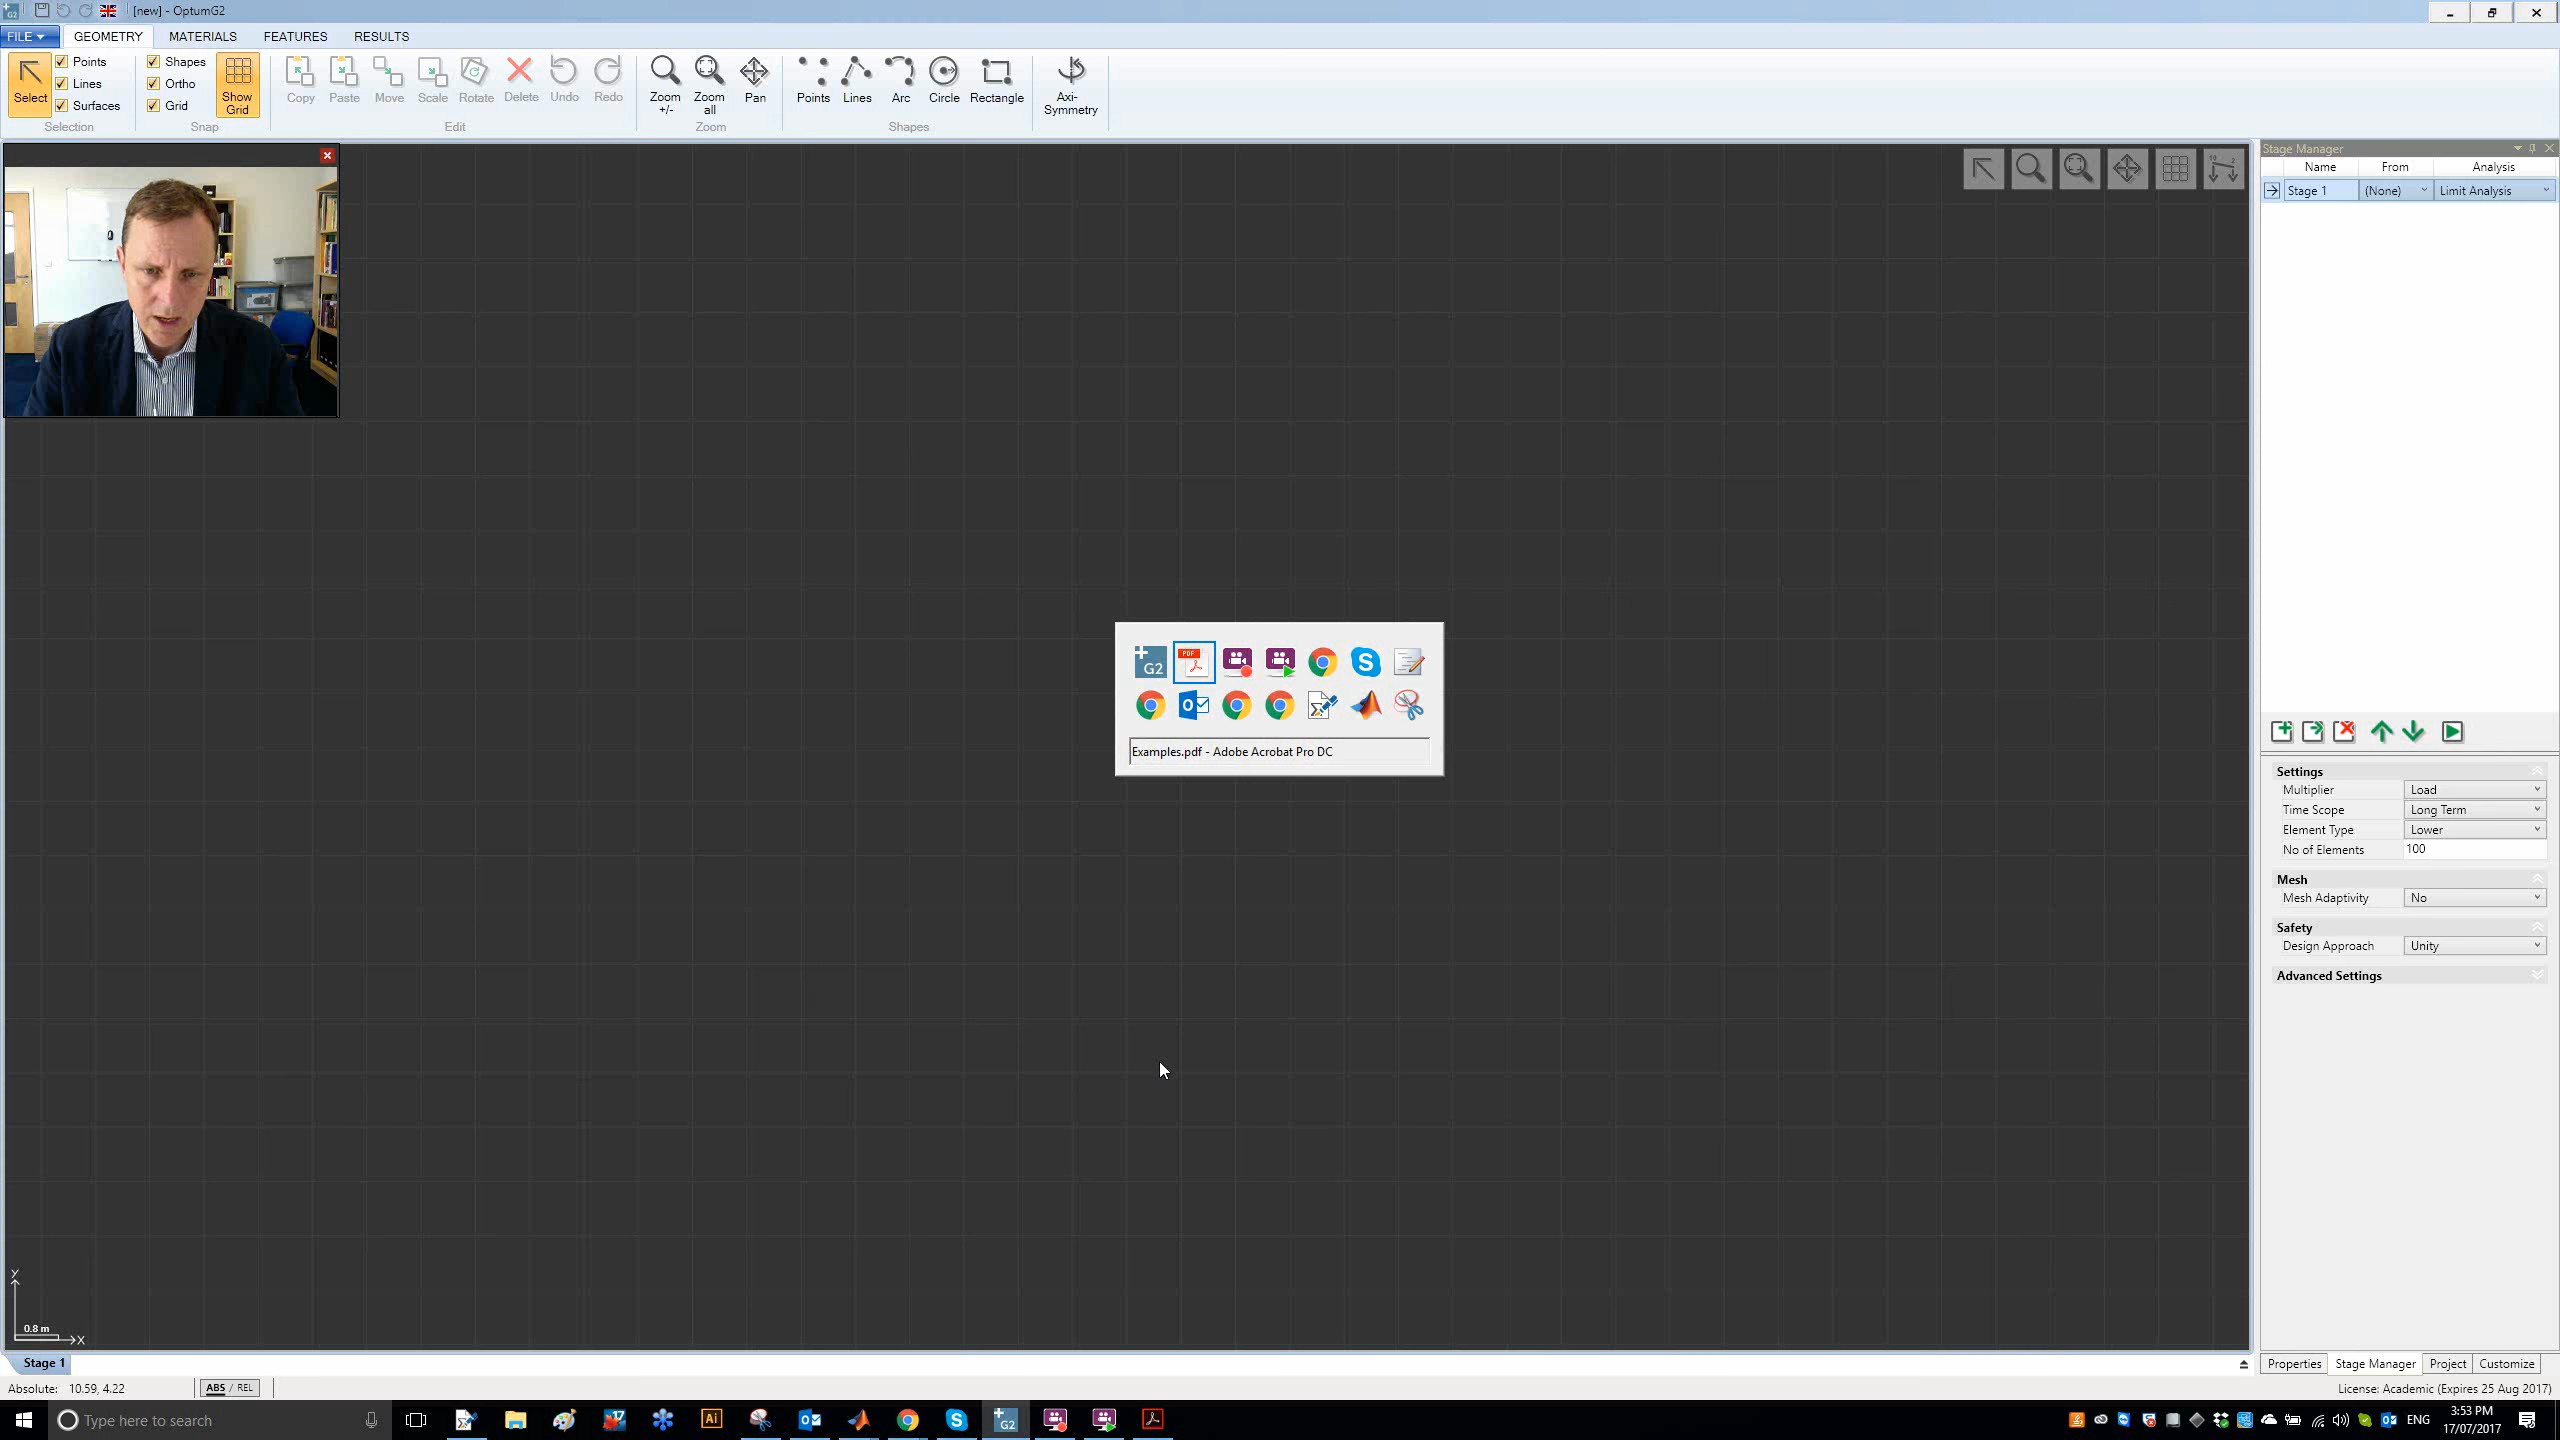 [new] - OptumG2
FILE
GEOMETRY
MATERIALS
FEATURES
RESULTS
Select
Points
Lines
Surfaces
Selection
Shapes
Ortho
Grid
Show Grid
Snap
Copy
Paste
Move
Scale
Rotate
Delete
Undo
Redo
Edit
Zoom +/-
Zoom all
Pan
Zoom
Points
Lines
Arc
Circle
Rectangle
Shapes
Axi-Symmetry
Stage Manager
Name From Analysis
Stage 1 (None) Limit Analysis
G2
PDF
Examples.pdf - Adobe Acrobat Pro DC
Settings
Multiplier Load
Time Scope Long Term
Element Type Lower
No of Elements 100
Mesh
Mesh Adaptivity No
Safety
Design Approach Unity
Advanced Settings
Y
0.8 m
X
Stage 1
Properties Stage Manager Project Customize
Absolute: 10.59, 4.22
ABS / REL
License: Academic (Expires 25 Aug 2017)
Type here to search
Ai
G2
ENG
3:53 PM
17/07/2017